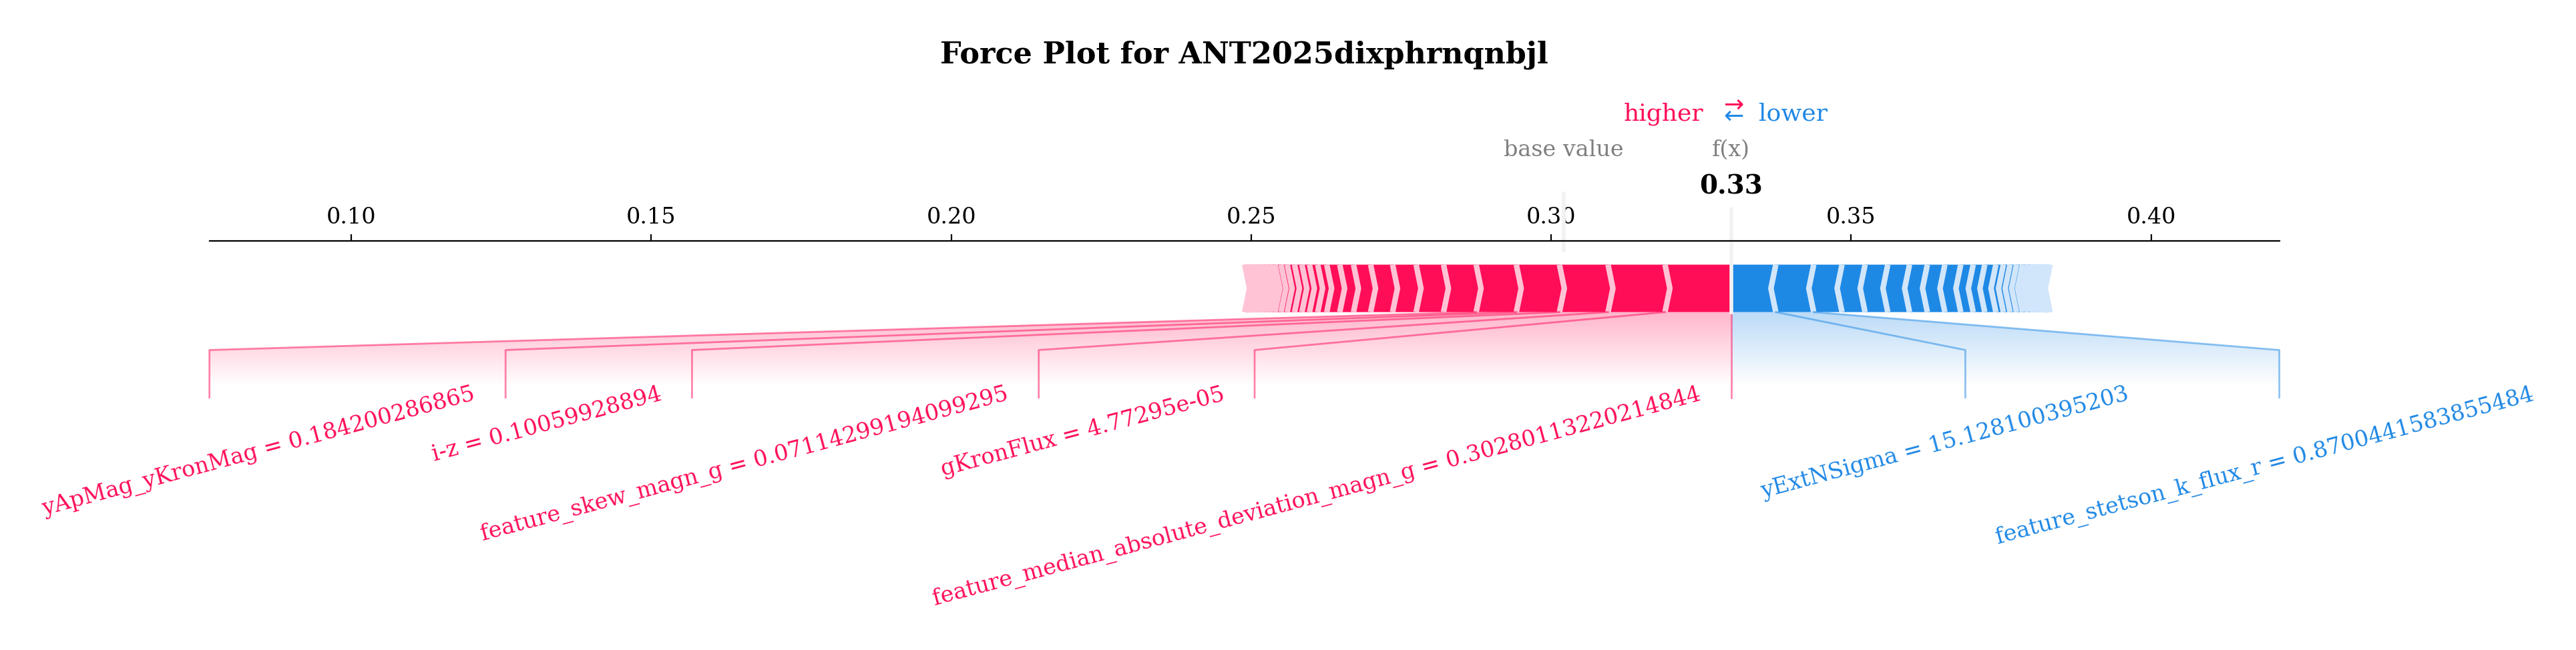 Force Plot for ANT2025dixphrnqnbjl
higher ⇄ lower
base value f(x)
0.33
0.10 0.15 0.20 0.25 0.30 0.35 0.40
yApMag_yKronMag = 0.184200286865
i-z = 0.10059928894
feature_skew_magn_g = 0.07114299194099295
gKronFlux = 4.77295e-05
feature_median_absolute_deviation_magn_g = 0.30280113220214844
yExtNSigma = 15.128100395203
feature_stetson_k_flux_r = 0.8700441583855484